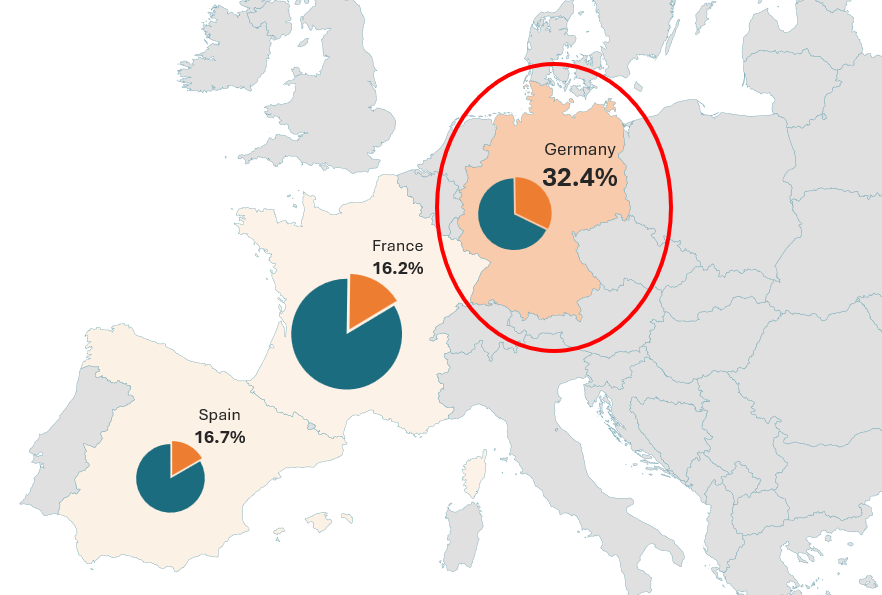 Germany
32.4%
France
16.2%
Spain
16.7%